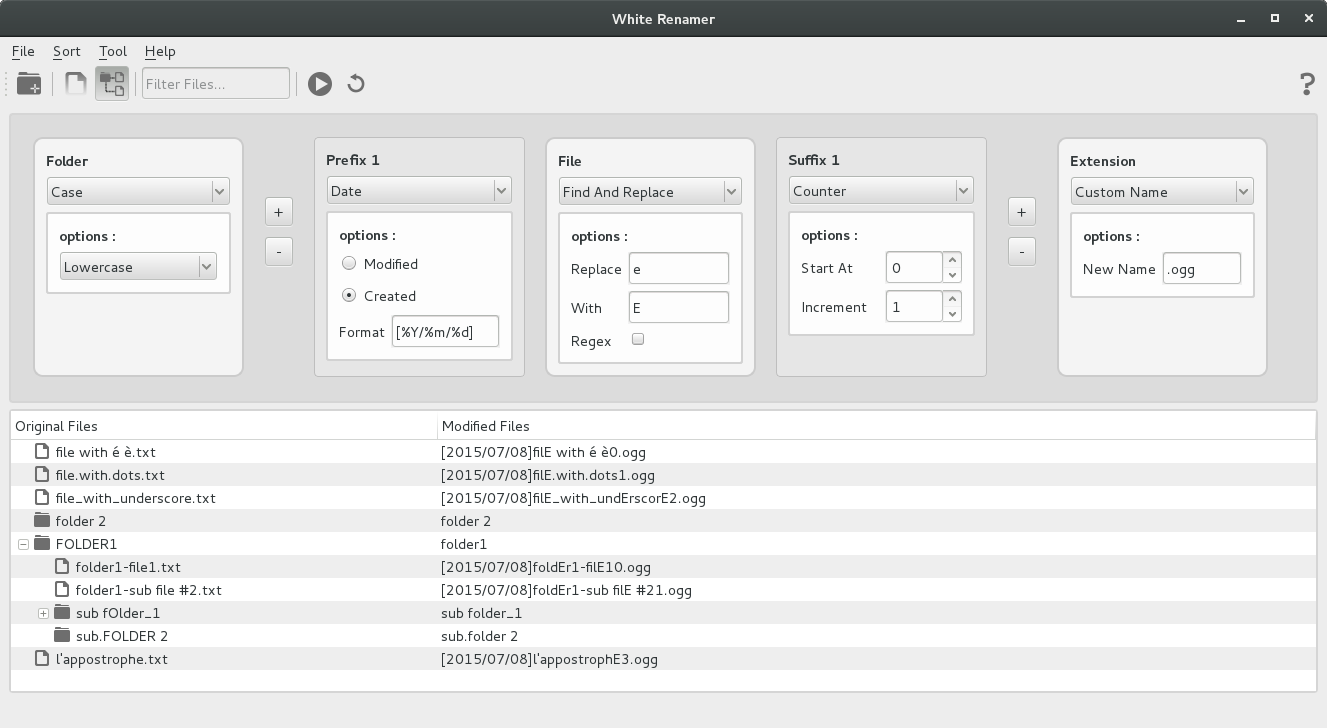 White Renamer
File Sort Tool Help
Filter Files...
?
Folder
Case
options :
Lowercase
+
-
Prefix 1
Date
options :
Modified
Created
Format [%Y/%m/%d]
File
Find And Replace
options :
Replace e
With E
Regex
Suffix 1
Counter
options :
Start At 0
Increment 1
+
-
Extension
Custom Name
options :
New Name .ogg
Original Files Modified Files
file with é è.txt [2015/07/08]filE with é è0.ogg
file.with.dots.txt [2015/07/08]filE.with.dots1.ogg
file_with_underscore.txt [2015/07/08]filE_with_undErscorE2.ogg
folder 2 folder 2
FOLDER1 folder1
folder1-file1.txt [2015/07/08]foldEr1-filE10.ogg
folder1-sub file #2.txt [2015/07/08]foldEr1-sub filE #21.ogg
sub fOlder_1 sub folder_1
sub.FOLDER 2 sub.folder 2
l'appostrophe.txt [2015/07/08]l'appostrophE3.ogg